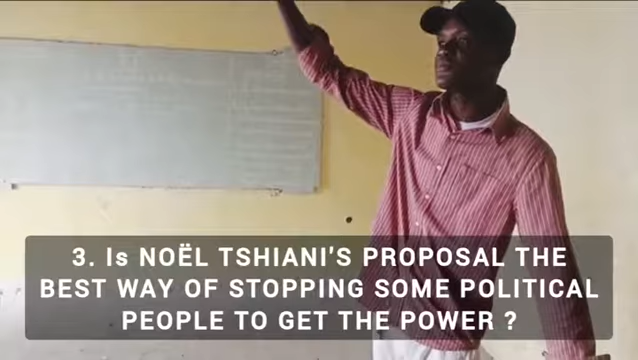 3. Is NOËL TSHIANI'S PROPOSAL THE
BEST WAY OF STOPPING SOME POLITICAL
PEOPLE TO GET THE POWER ?